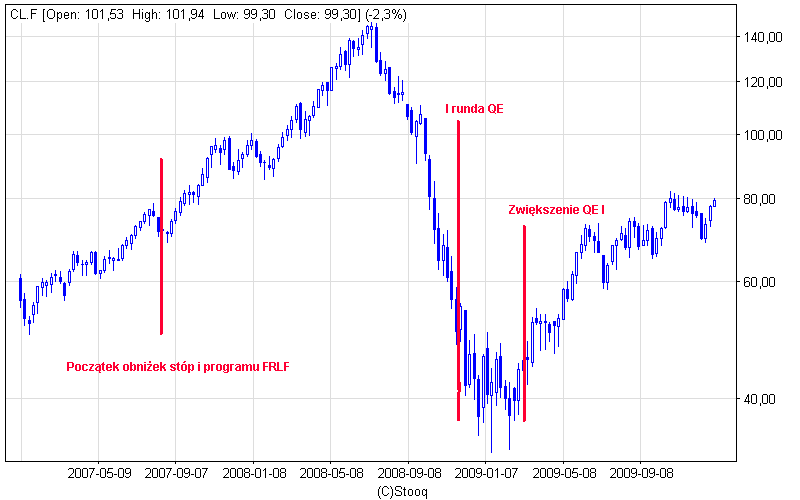 CL.F [Open: 101,53 High: 101,94 Low: 99,30 Close: 99,30] (-2,3%)
140,00
120,00
I runda QE
100,00
80,00
Zwiększenie QE I
60,00
Początek obniżek stóp i programu FRLF
40,00
2007-05-09 2007-09-07 2008-01-08 2008-05-08 2008-09-08 2009-01-07 2009-05-08 2009-09-08
(C)Stooq